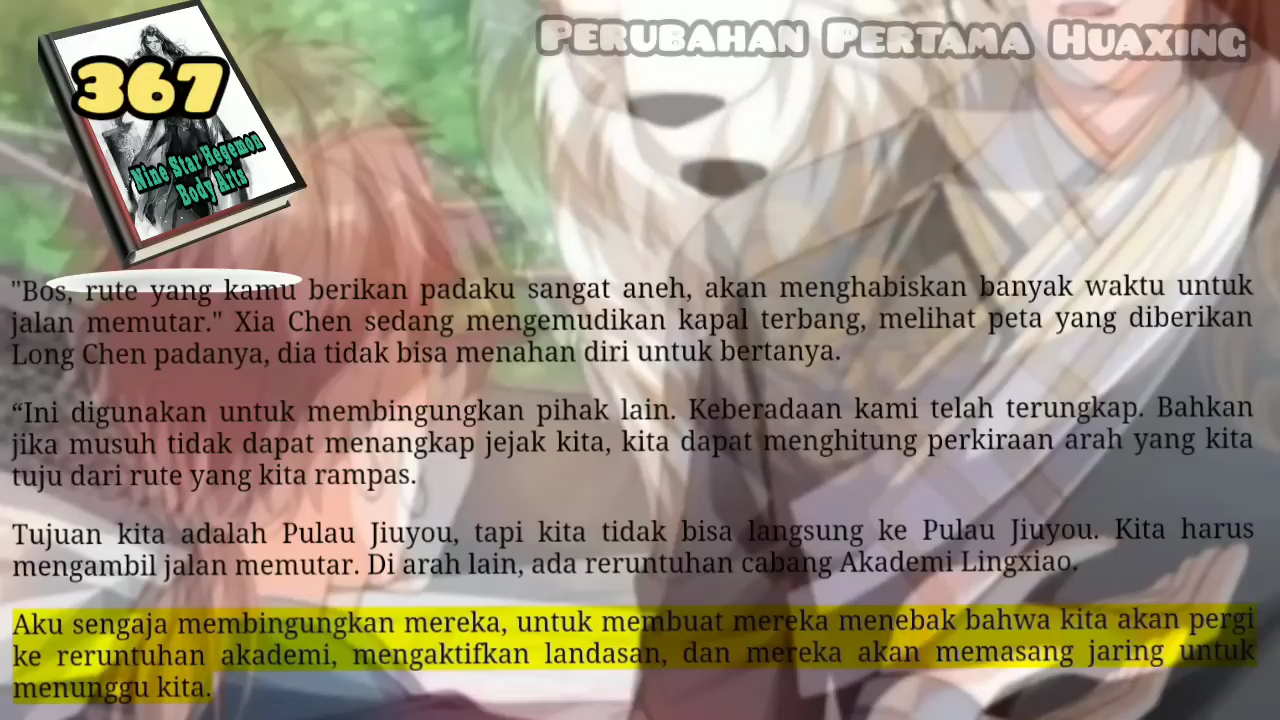 PERUBAHAN PERTAMA HUAXING
367
Nine Star Hegemon
Body Arts
"Bos, rute yang kamu berikan padaku sangat aneh, akan menghabiskan banyak waktu untuk
jalan memutar." Xia Chen sedang mengemudikan kapal terbang, melihat peta yang diberikan
Long Chen padanya, dia tidak bisa menahan diri untuk bertanya.
“Ini digunakan untuk membingungkan pihak lain. Keberadaan kami telah terungkap. Bahkan
jika musuh tidak dapat menangkap jejak kita, kita dapat menghitung perkiraan arah yang kita
tuju dari rute yang kita rampas.
Tujuan kita adalah Pulau Jiuyou, tapi kita tidak bisa langsung ke Pulau Jiuyou. Kita harus
mengambil jalan memutar. Di arah lain, ada reruntuhan cabang Akademi Lingxiao.
Aku sengaja membingungkan mereka, untuk membuat mereka menebak bahwa kita akan pergi
ke reruntuhan akademi, mengaktifkan landasan, dan mereka akan memasang jaring untuk
menunggu kita.